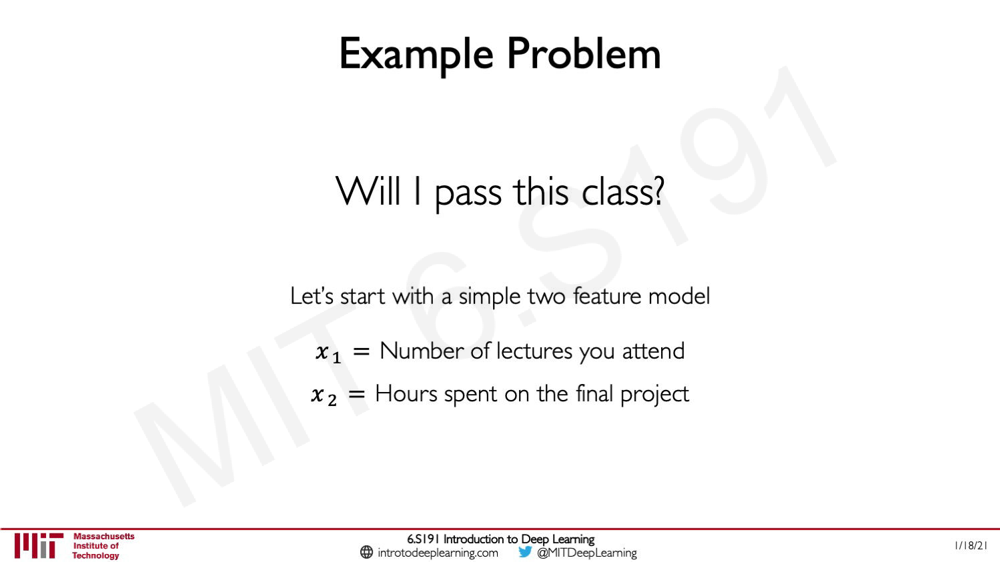 Example Problem
Will I pass this class?
Let's start with a simple two feature model
x₁ = Number of lectures you attend
x₂ = Hours spent on the final project
MIT 6.S191
Massachusetts
Institute of
Technology
6.S191 Introduction to Deep Learning
introtodeeplearning.com @MITDeepLearning
1/18/21